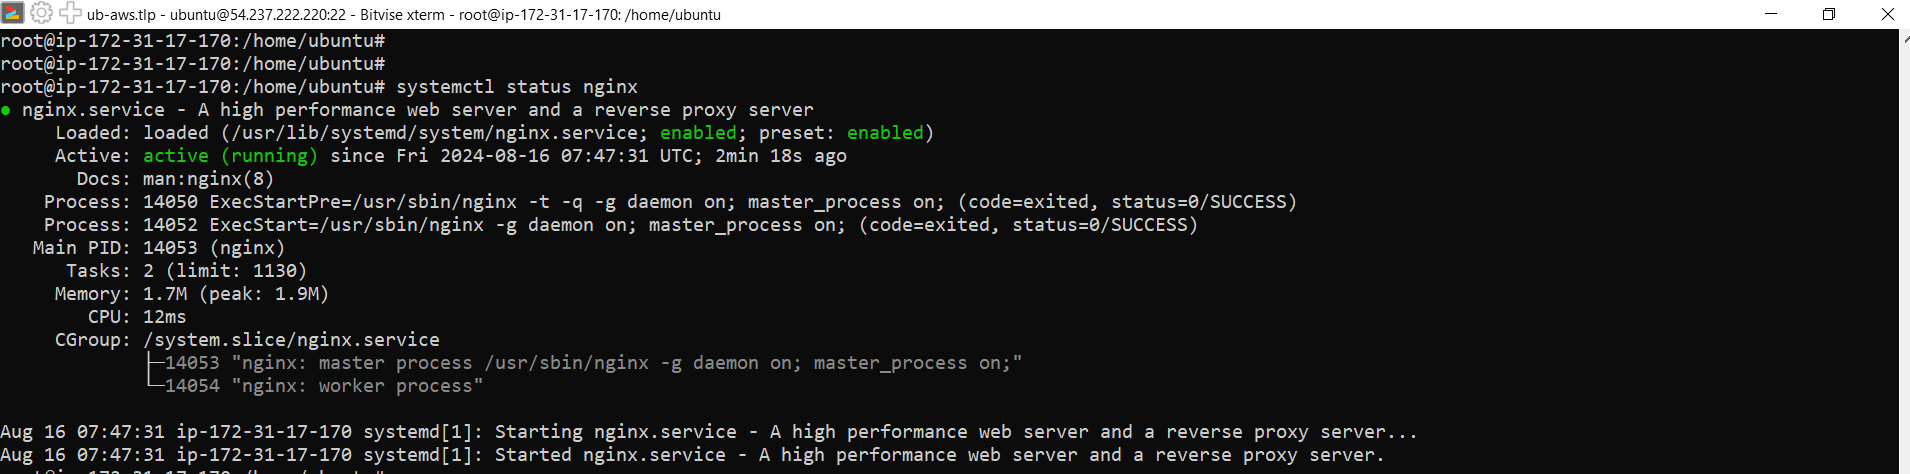 ub-aws.tlp - ubuntu@54.237.222.220:22 - Bitvise xterm - root@ip-172-31-17-170: /home/ubuntu
root@ip-172-31-17-170:/home/ubuntu#
root@ip-172-31-17-170:/home/ubuntu#
root@ip-172-31-17-170:/home/ubuntu# systemctl status nginx
● nginx.service - A high performance web server and a reverse proxy server
Loaded: loaded (/usr/lib/systemd/system/nginx.service; enabled; preset: enabled)
Active: active (running) since Fri 2024-08-16 07:47:31 UTC; 2min 18s ago
Docs: man:nginx(8)
Process: 14050 ExecStartPre=/usr/sbin/nginx -t -q -g daemon on; master_process on; (code=exited, status=0/SUCCESS)
Process: 14052 ExecStart=/usr/sbin/nginx -g daemon on; master_process on; (code=exited, status=0/SUCCESS)
Main PID: 14053 (nginx)
Tasks: 2 (limit: 1130)
Memory: 1.7M (peak: 1.9M)
CPU: 12ms
CGroup: /system.slice/nginx.service
├─14053 "nginx: master process /usr/sbin/nginx -g daemon on; master_process on;"
└─14054 "nginx: worker process"
Aug 16 07:47:31 ip-172-31-17-170 systemd[1]: Starting nginx.service - A high performance web server and a reverse proxy server...
Aug 16 07:47:31 ip-172-31-17-170 systemd[1]: Started nginx.service - A high performance web server and a reverse proxy server.
root@ip-172-31-17-170:/home/ubuntu#